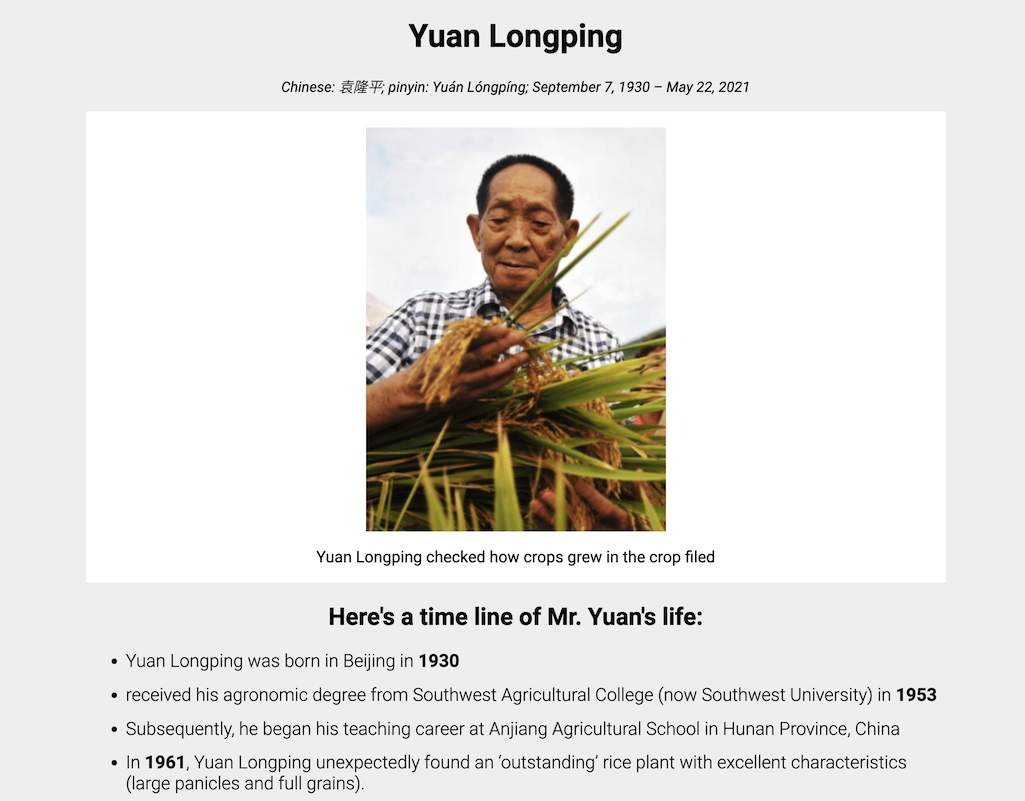 Yuan Longping
Chinese: 袁隆平; pinyin: Yuán Lóngpíng; September 7, 1930 – May 22, 2021
Yuan Longping checked how crops grew in the crop filed
Here's a time line of Mr. Yuan's life:
• Yuan Longping was born in Beijing in 1930
• received his agronomic degree from Southwest Agricultural College (now Southwest University) in 1953
• Subsequently, he began his teaching career at Anjiang Agricultural School in Hunan Province, China
• In 1961, Yuan Longping unexpectedly found an ‘outstanding’ rice plant with excellent characteristics
(large panicles and full grains).